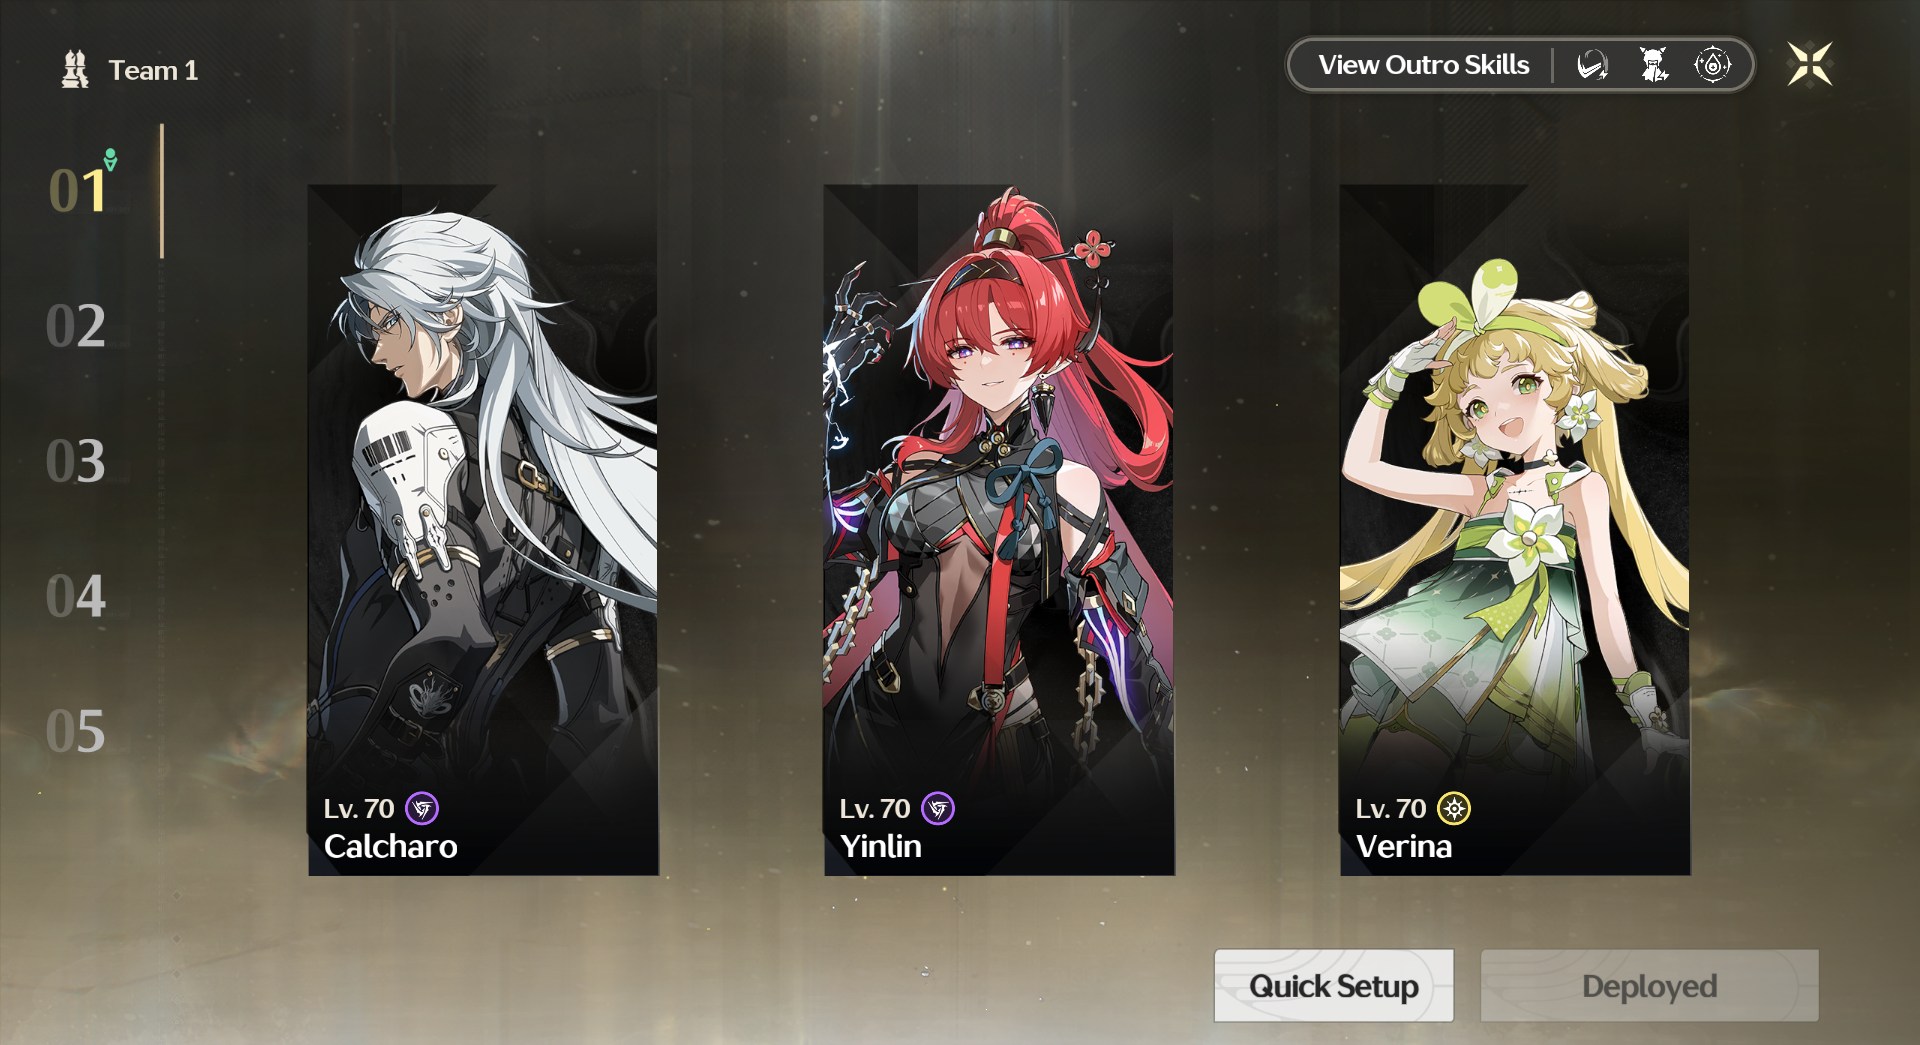 Team 1
View Outro Skills
01
02
03
04
05
Lv. 70
Calcharo
Lv. 70
Yinlin
Lv. 70
Verina
Quick Setup
Deployed